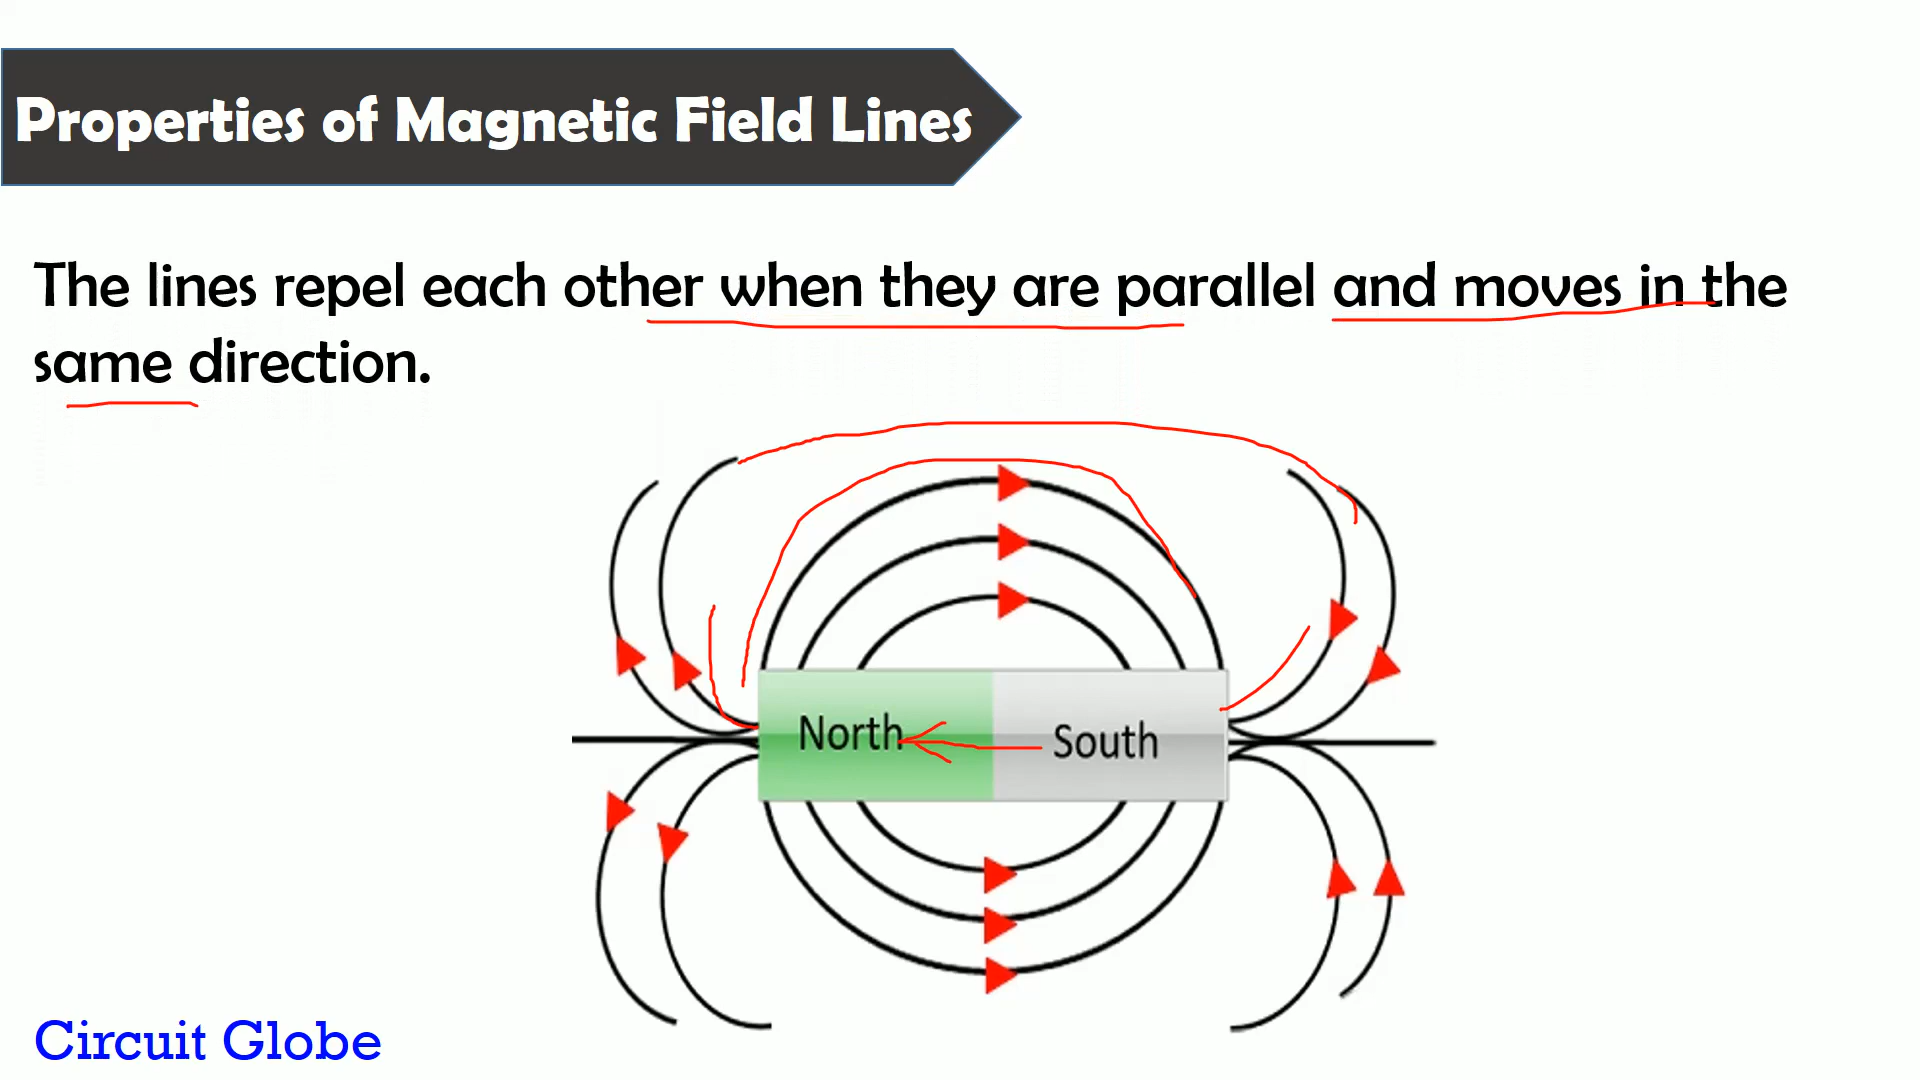 Properties of Magnetic Field Lines
The lines repel each other when they are parallel and moves in the
same direction.
North
South
Circuit Globe